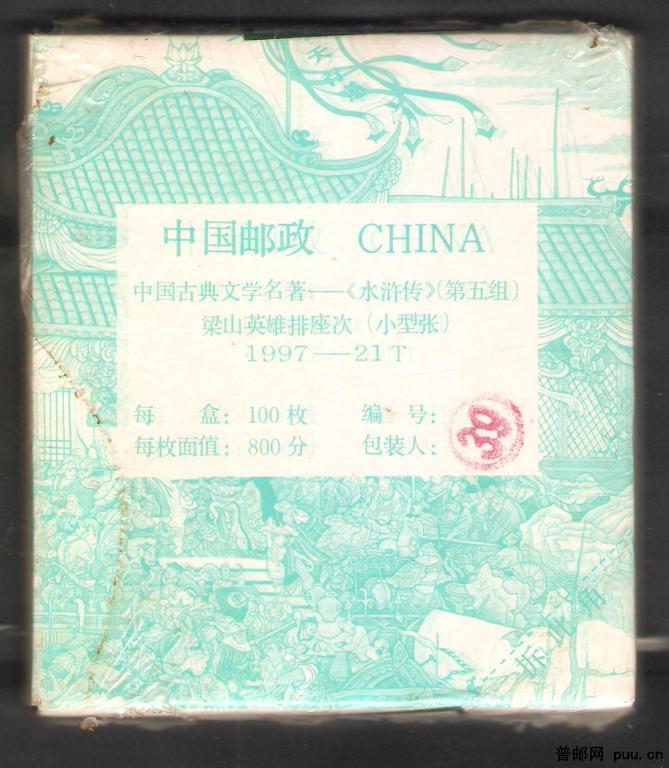 中国邮政 CHINA
中国古典文学名著——《水浒传》(第五组)
梁山英雄排座次(小型张)
1997——21T
每 盒: 100枚 编 号:
每枚面值: 800分 包装人:
30
普邮网 puu.cn